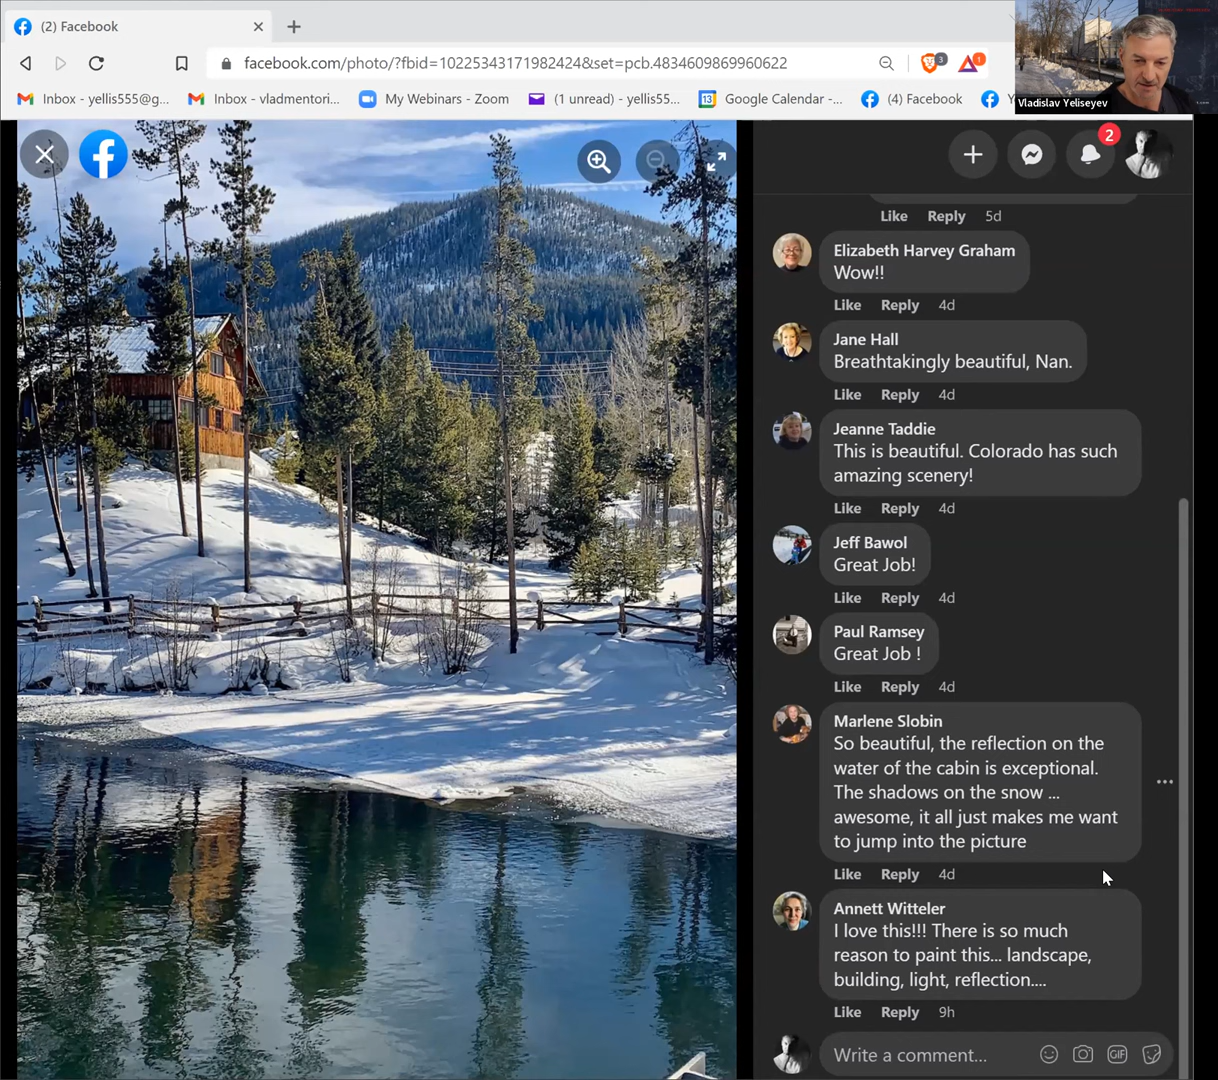 (2) Facebook
facebook.com/photo/?fbid=10225343171982424&set=pcb.4834609869960622
3
1
Vladislav Yeliseyev
Inbox - yellis555@g...
Inbox - vladmentori...
My Webinars - Zoom
(1 unread) - yellis55...
13
Google Calendar -...
(4) Facebook
2
Like Reply 5d
Elizabeth Harvey Graham
Wow!!
Like Reply 4d
Jane Hall
Breathtakingly beautiful, Nan.
Like Reply 4d
Jeanne Taddie
This is beautiful. Colorado has such
amazing scenery!
Like Reply 4d
Jeff Bawol
Great Job!
Like Reply 4d
Paul Ramsey
Great Job !
Like Reply 4d
Marlene Slobin
So beautiful, the reflection on the
water of the cabin is exceptional.
The shadows on the snow ...
awesome, it all just makes me want
to jump into the picture
Like Reply 4d
Annett Witteler
I love this!!! There is so much
reason to paint this... landscape,
building, light, reflection....
Like Reply 9h
Write a comment...
GIF